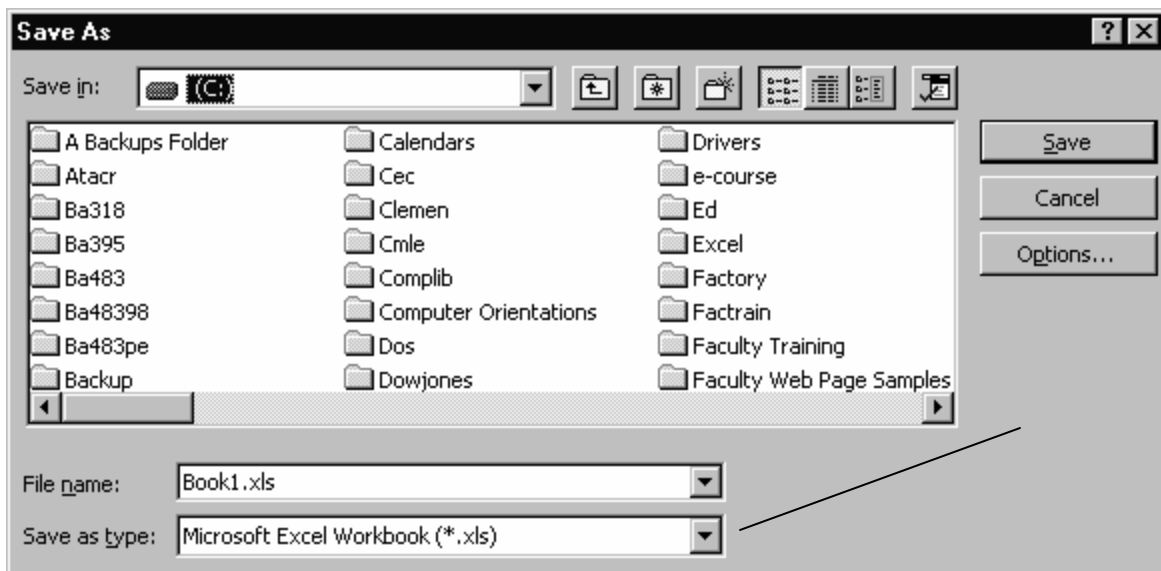 Save As
Save in: (C:)
A Backups Folder Calendars Drivers
Atacr Cec e-course
Ba318 Clemen Ed
Ba395 Cmle Excel
Ba483 Complib Factory
Ba48398 Computer Orientations Factrain
Ba483pe Dos Faculty Training
Backup Dowjones Faculty Web Page Samples
Save
Cancel
Options...
File name: Book1.xls
Save as type: Microsoft Excel Workbook (*.xls)